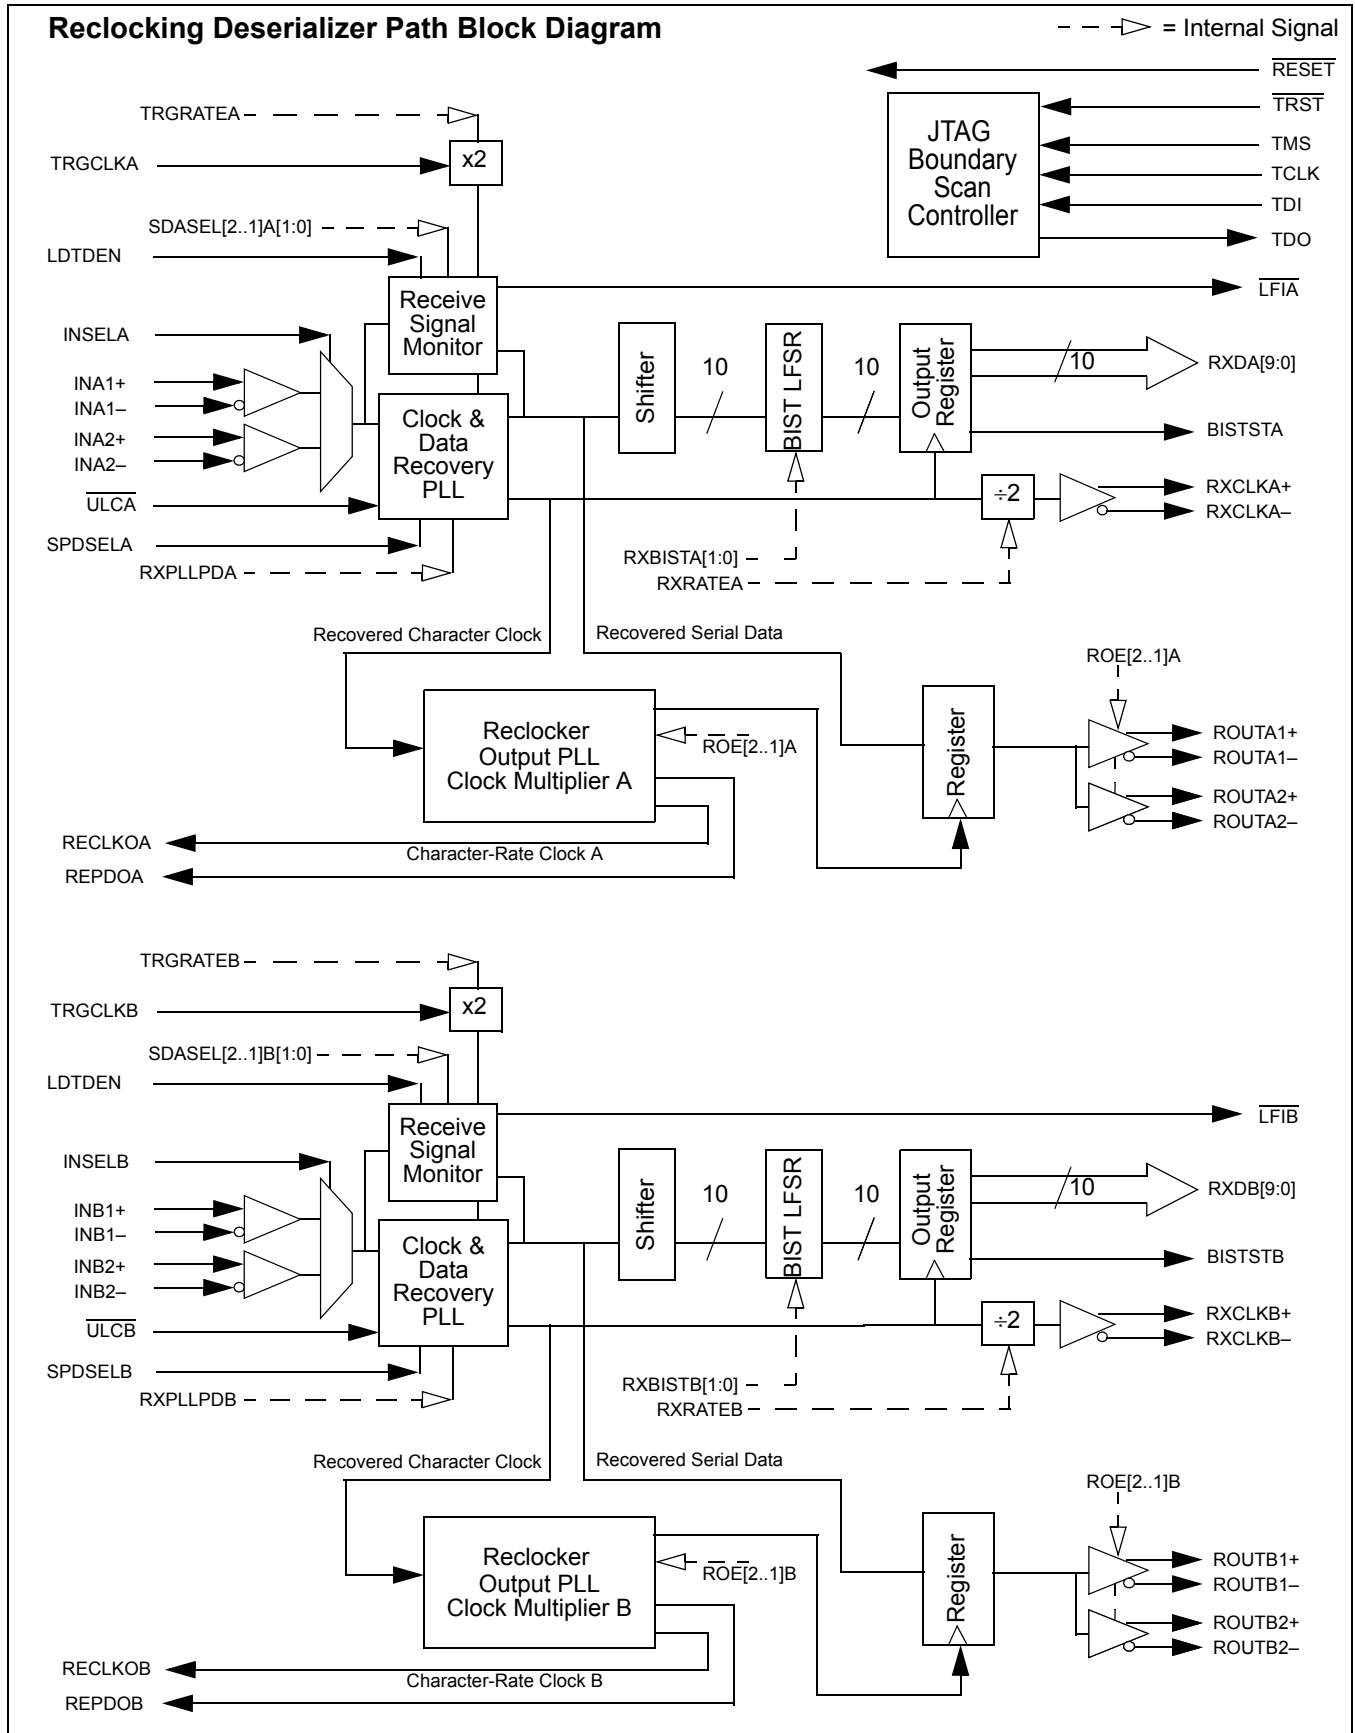 Reclocking Deserializer Path Block Diagram
= Internal Signal
RESET
TRST
TMS
TCLK
TDI
TDO
JTAG
Boundary
Scan
Controller
TRGRATEA
x2
TRGCLKA
SDASEL[2..1]A[1:0]
LDTDEN
Receive
Signal
Monitor
LFIA
INSELA
INA1+
INA1–
INA2+
INA2–
ULCA
SPDSELA
RXPLLPDA
Clock &
Data
Recovery
PLL
Shifter
10
BIST LFSR
10
Output
Register
10
RXDA[9:0]
BISTSTA
÷2
RXCLKA+
RXCLKA–
RXBISTA[1:0]
RXRATEA
Recovered Character Clock
Recovered Serial Data
Reclocker
Output PLL
Clock Multiplier A
ROE[2..1]A
Register
ROE[2..1]A
ROUTA1+
ROUTA1–
ROUTA2+
ROUTA2–
RECLKOA
Character-Rate Clock A
REPDOA
TRGRATEB
x2
TRGCLKB
SDASEL[2..1]B[1:0]
LDTDEN
Receive
Signal
Monitor
LFIB
INSELB
INB1+
INB1–
INB2+
INB2–
ULCB
SPDSELB
RXPLLPDB
Clock &
Data
Recovery
PLL
Shifter
10
BIST LFSR
10
Output
Register
10
RXDB[9:0]
BISTSTB
÷2
RXCLKB+
RXCLKB–
RXBISTB[1:0]
RXRATEB
Recovered Character Clock
Recovered Serial Data
Reclocker
Output PLL
Clock Multiplier B
ROE[2..1]B
Register
ROE[2..1]B
ROUTB1+
ROUTB1–
ROUTB2+
ROUTB2–
RECLKOB
Character-Rate Clock B
REPDOB